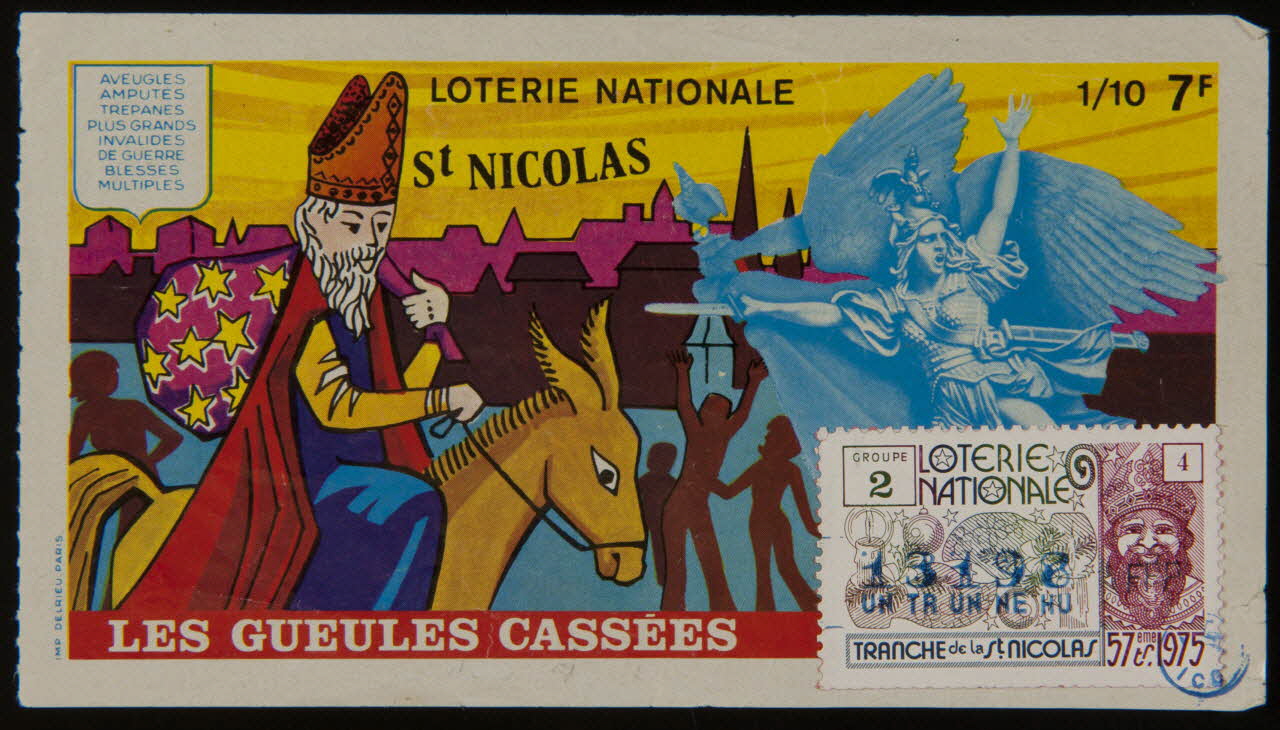 AVEUGLES
AMPUTES
TREPANES
PLUS GRANDS
INVALIDES
DE GUERRE
BLESSES
MULTIPLES
LOTERIE NATIONALE
1/10 7F
St NICOLAS
GROUPE
2
LOTERIE
NATIONALE
4
13198
UN TR UN NE HU
TRANCHE de la St. NICOLAS
57ème tr. 1975
LES GUEULES CASSÉES
IMP. DELRIEU. PARIS.